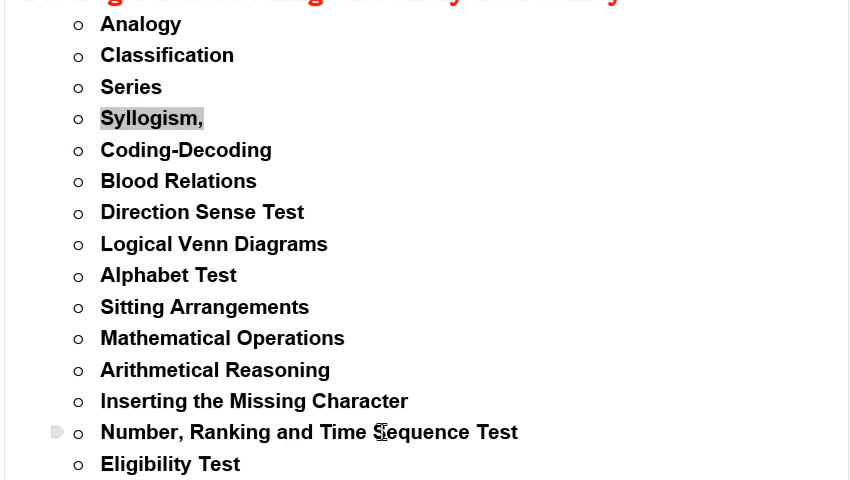 Analogy
Classification
Series
Syllogism,
Coding-Decoding
Blood Relations
Direction Sense Test
Logical Venn Diagrams
Alphabet Test
Sitting Arrangements
Mathematical Operations
Arithmetical Reasoning
Inserting the Missing Character
Number, Ranking and Time Sequence Test
Eligibility Test